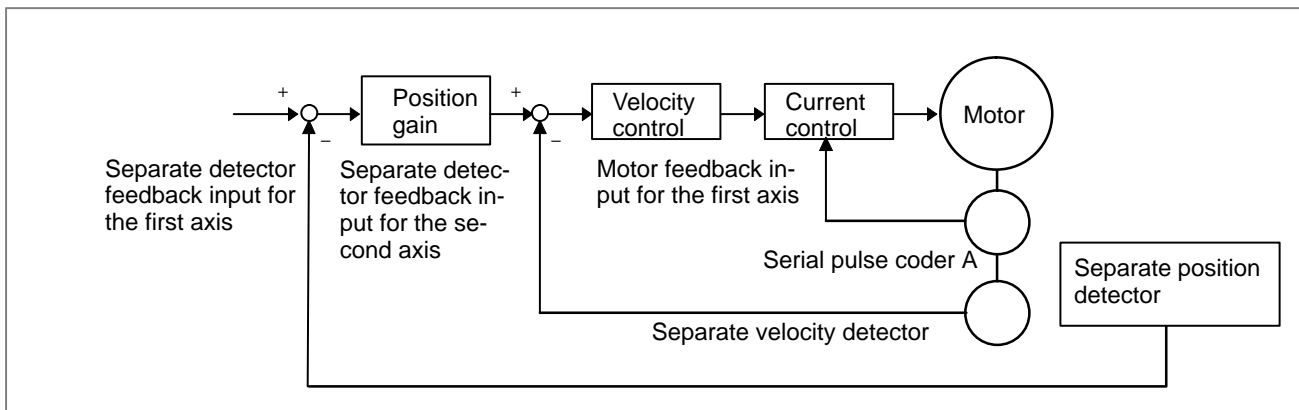 +
Position
gain
−
+
Velocity
control
−
Current
control
Motor
Separate detector
feedback input for
the first axis
Separate detec-
tor feedback in-
put for the se-
cond axis
Motor feedback in-
put for the first axis
Serial pulse coder A
Separate position
detector
Separate velocity detector